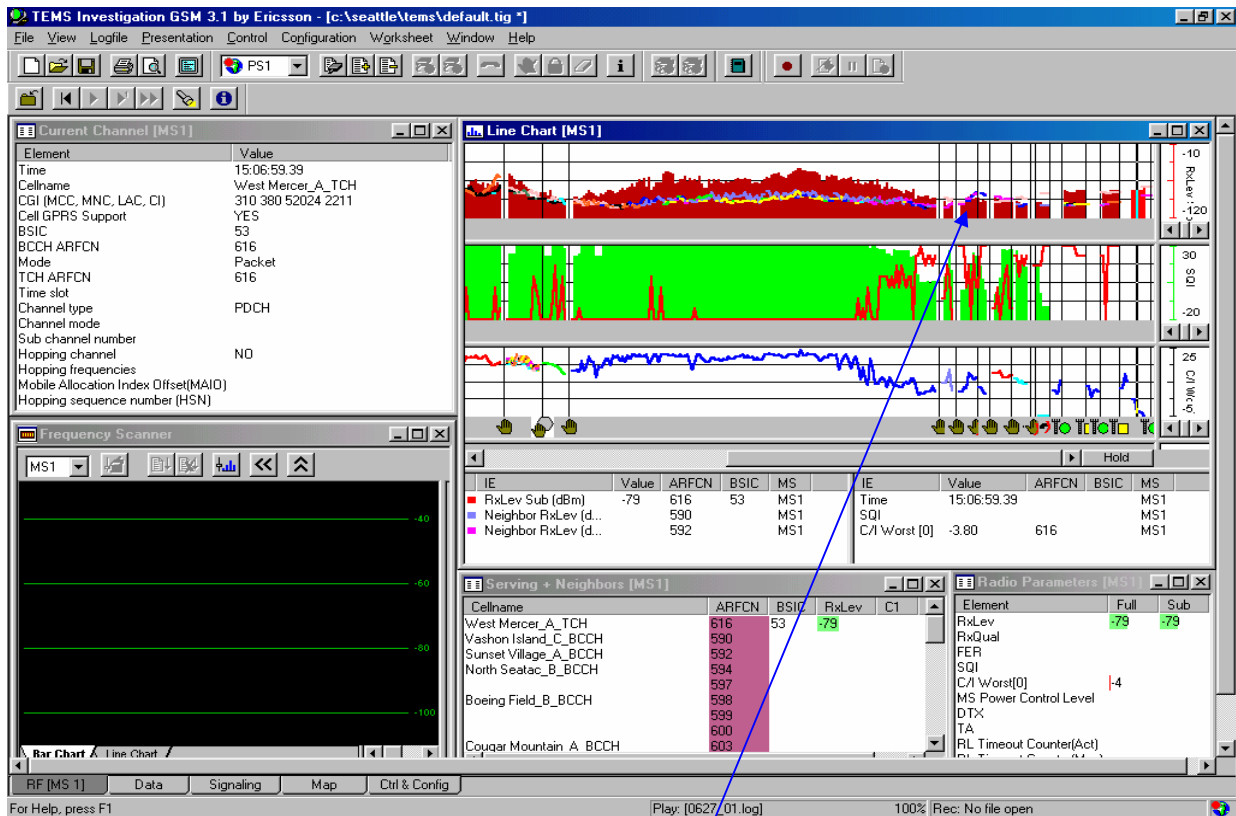 TEMS Investigation GSM 3.1 by Ericsson - [c:\seattle\tems\default.tig *]
File View Logfile Presentation Control Configuration Worksheet Window Help
PS1
Current Channel [MS1]
Element Value
Time 15:06:59.39
Cellname West Mercer_A_TCH
CGI (MCC, MNC, LAC, CI) 310 380 52024 2211
Cell GPRS Support YES
BSIC 53
BCCH ARFCN 616
Mode Packet
TCH ARFCN 616
Time slot
Channel type PDCH
Channel mode
Sub channel number
Hopping channel NO
Hopping frequencies
Mobile Allocation Index Offset(MAIO)
Hopping sequence number (HSN)
Line Chart [MS1]
-10
RxLev
-120
30
SQI
-20
25
C/I Wc
-5
Hold
IE Value ARFCN BSIC MS
RxLev Sub (dBm) -79 616 53 MS1
Neighbor RxLev (d... 590 MS1
Neighbor RxLev (d... 592 MS1
IE Value ARFCN BSIC MS
Time 15:06:59.39 MS1
SQI MS1
C/I Worst [0] -3.80 616 MS1
Frequency Scanner
MS1
-40
-60
-80
-100
Bar Chart Line Chart
Serving + Neighbors [MS1]
Cellname ARFCN BSIC RxLev C1
West Mercer_A_TCH 616 53 -79
Vashon Island_C_BCCH 590
Sunset Village_A_BCCH 592
North Seatac_B_BCCH 594
597
Boeing Field_B_BCCH 598
599
600
Cougar Mountain_A_BCCH 603
Radio Parameters [MS1]
Element Full Sub
RxLev -79 -79
RxQual
FER
SQI
C/I Worst[0] -4
MS Power Control Level
DTX
TA
RL Timeout Counter(Act)
RF [MS 1] Data Signaling Map Ctrl & Config
For Help, press F1 Play: [0627_01.log] 100% Rec: No file open